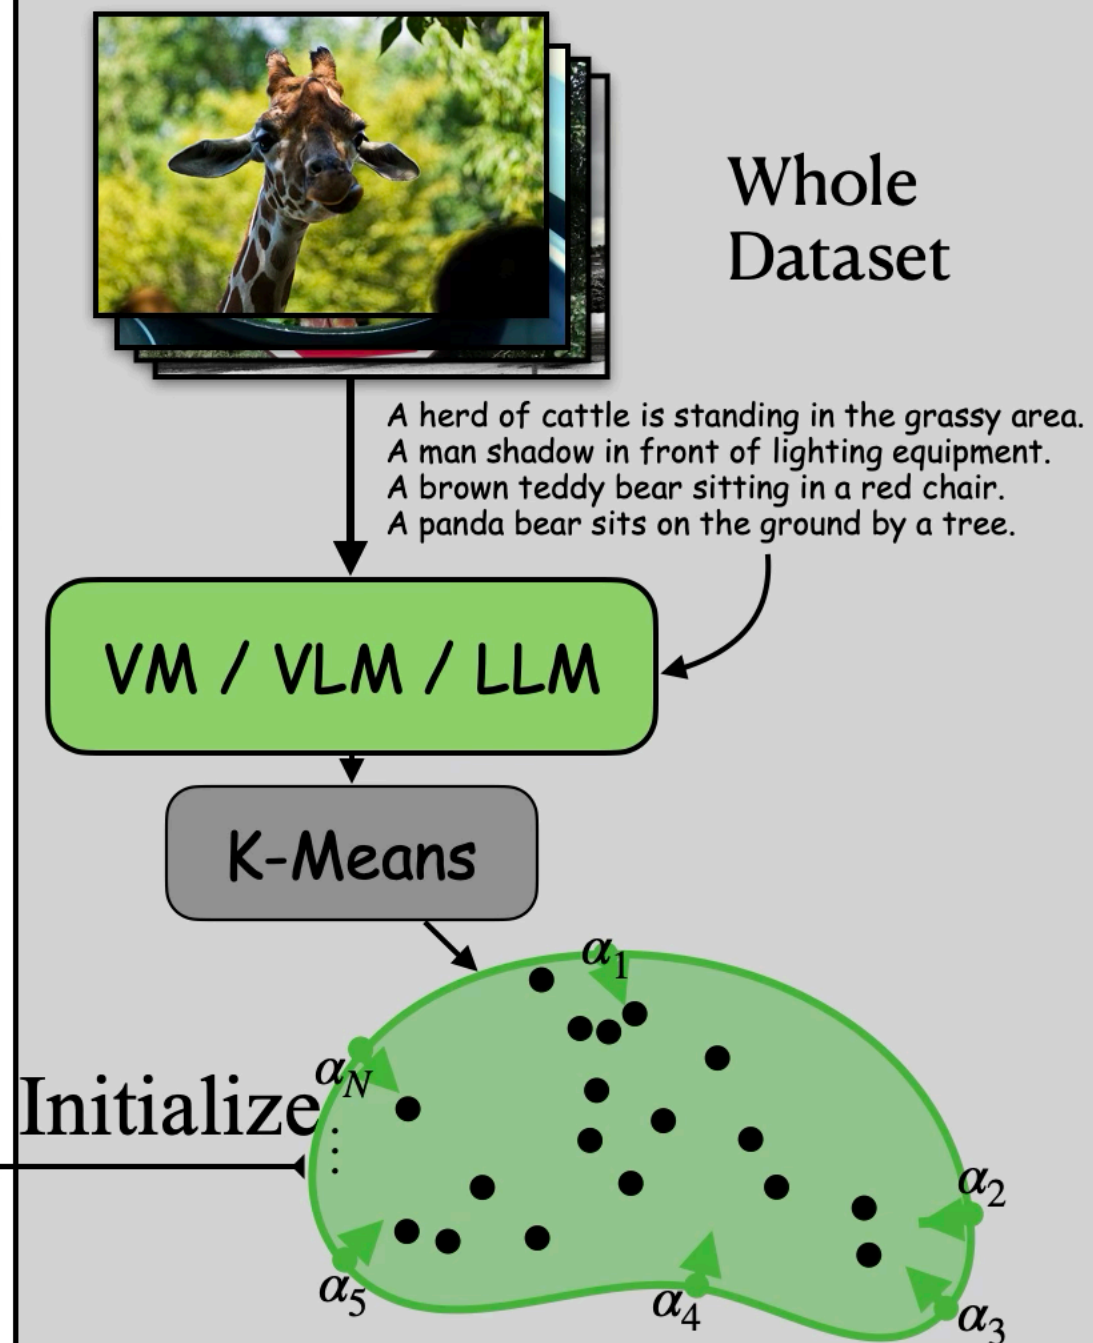 Whole
Dataset
A herd of cattle is standing in the grassy area.
A man shadow in front of lighting equipment.
A brown teddy bear sitting in a red chair.
A panda bear sits on the ground by a tree.
VM / VLM / LLM
K-Means
α₁
α_N
Initialize
⋮
α₂
α₅
α₄
α₃